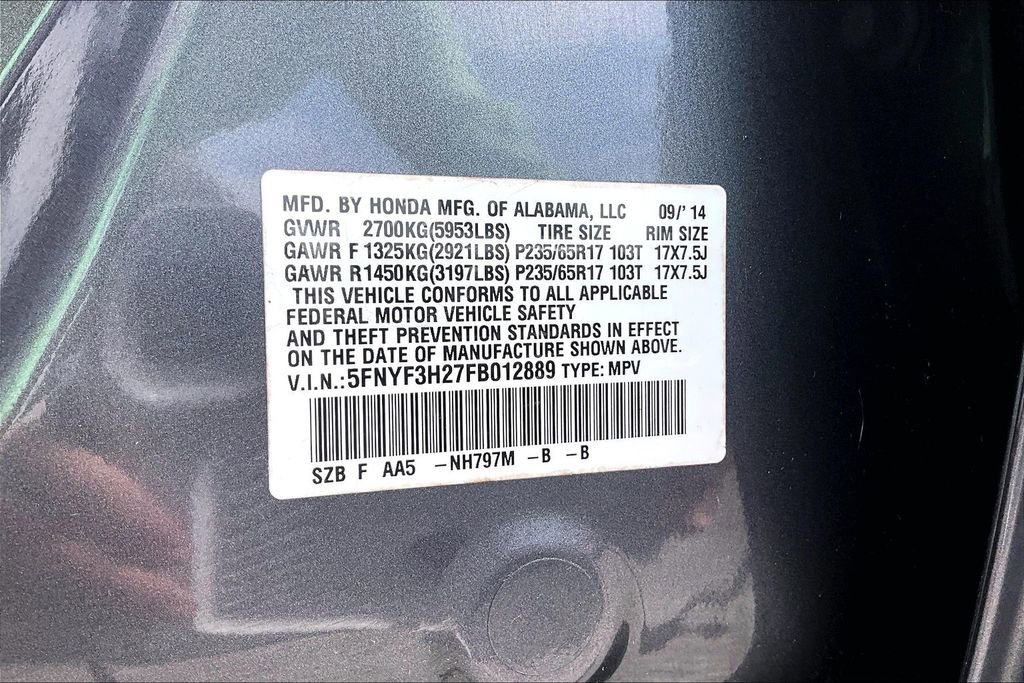 MFD. BY HONDA MFG. OF ALABAMA, LLC 09/' 14
GVWR 2700KG(5953LBS) TIRE SIZE RIM SIZE
GAWR F 1325KG(2921LBS) P235/65R17 103T 17X7.5J
GAWR R 1450KG(3197LBS) P235/65R17 103T 17X7.5J
THIS VEHICLE CONFORMS TO ALL APPLICABLE
FEDERAL MOTOR VEHICLE SAFETY
AND THEFT PREVENTION STANDARDS IN EFFECT
ON THE DATE OF MANUFACTURE SHOWN ABOVE.
V.I.N.:5FNYF3H27FB012889 TYPE: MPV
SZB F AA5 -NH797M -B -B